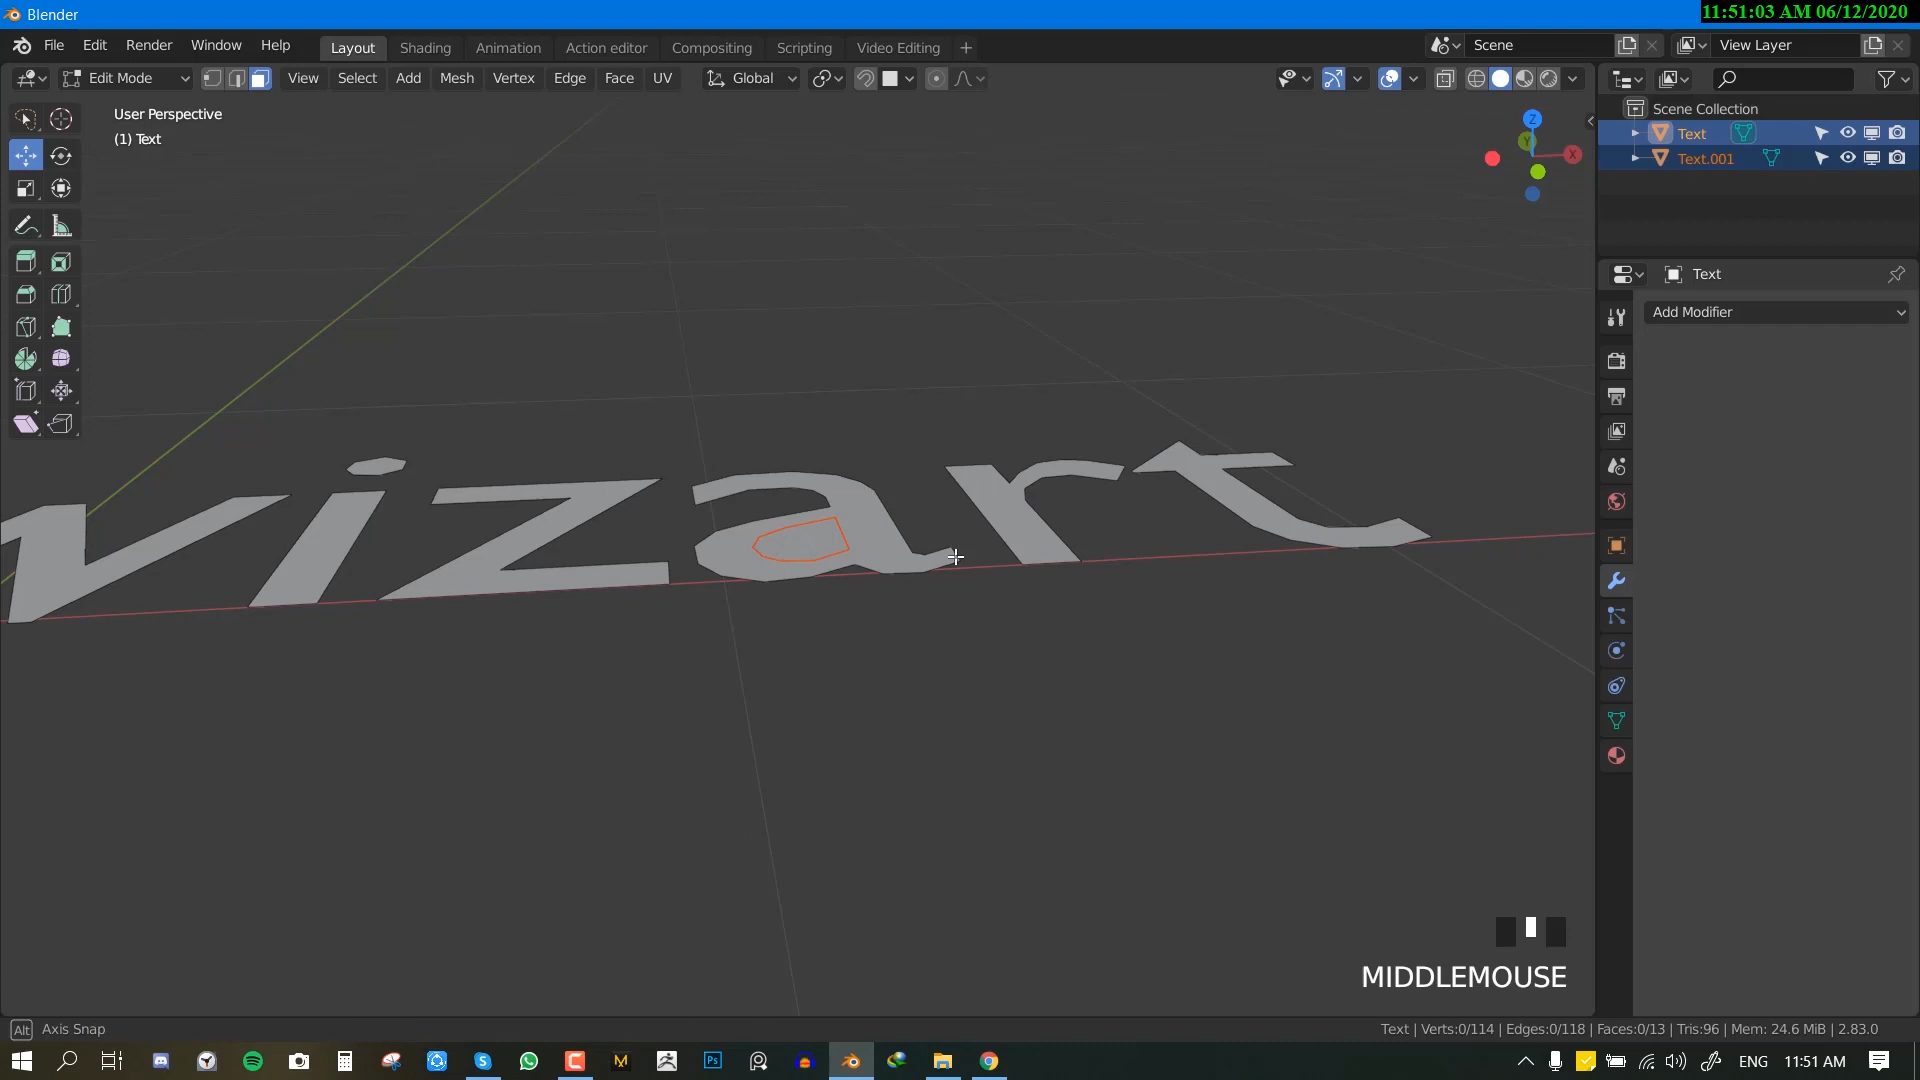 Blender
11:51:03 AM 06/12/2020
File Edit Render Window Help
Layout Shading Animation Action editor Compositing Scripting Video Editing +
Scene
View Layer
Edit Mode
View Select Add Mesh Vertex Edge Face UV
Global
User Perspective
(1) Text
Z
Y
X
Scene Collection
Text
Text.001
Text
Add Modifier
vizart
MIDDLEMOUSE
Alt Axis Snap
Text | Verts:0/114 | Edges:0/118 | Faces:0/13 | Tris:96 | Mem: 24.6 MiB | 2.83.0
Ps
ENG 11:51 AM